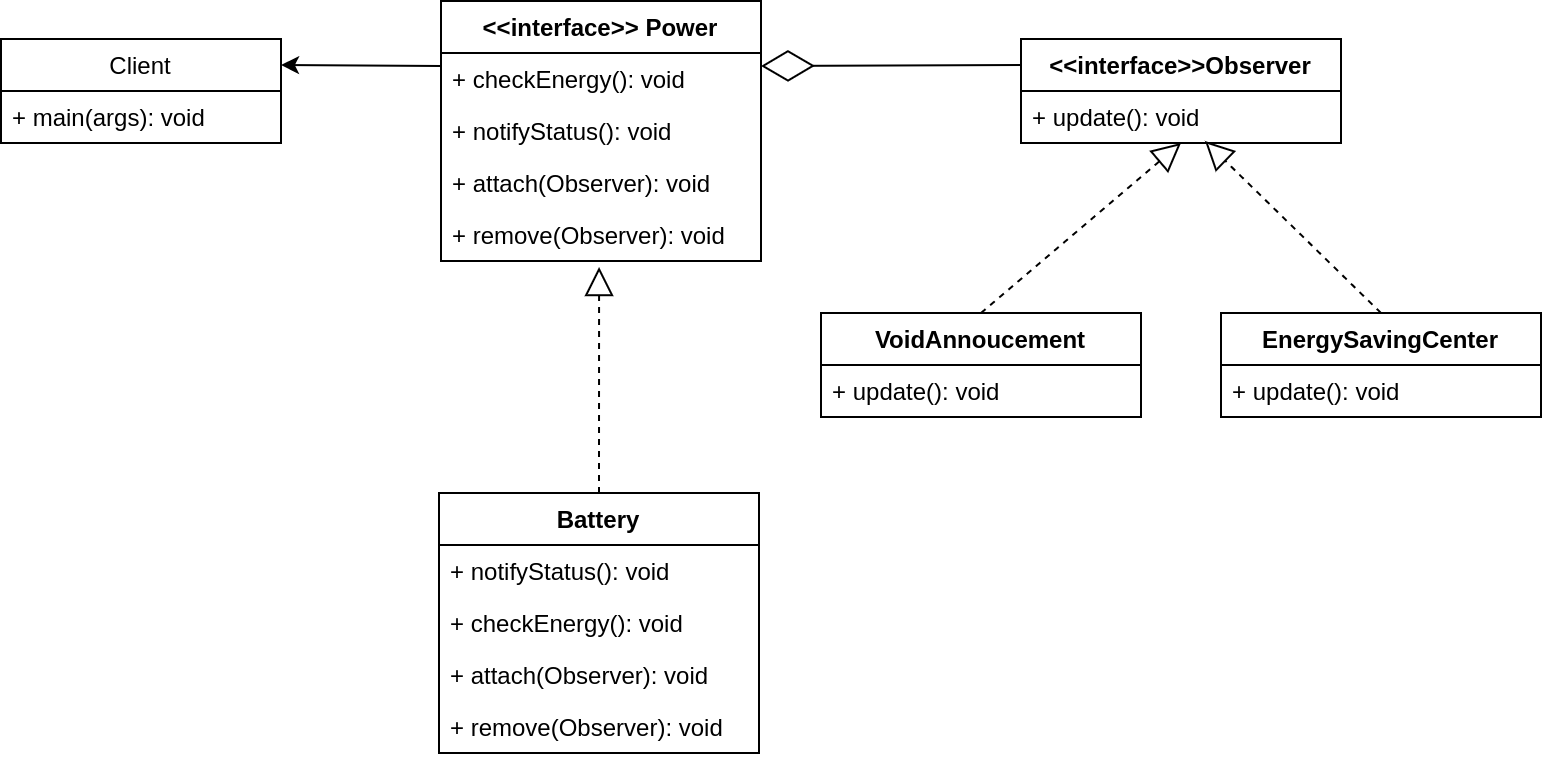 Client
+ main(args): void
<<interface>> Power
+ checkEnergy(): void
+ notifyStatus(): void
+ attach(Observer): void
+ remove(Observer): void
<<interface>>Observer
+ update(): void
VoidAnnoucement
+ update(): void
EnergySavingCenter
+ update(): void
Battery
+ notifyStatus(): void
+ checkEnergy(): void
+ attach(Observer): void
+ remove(Observer): void